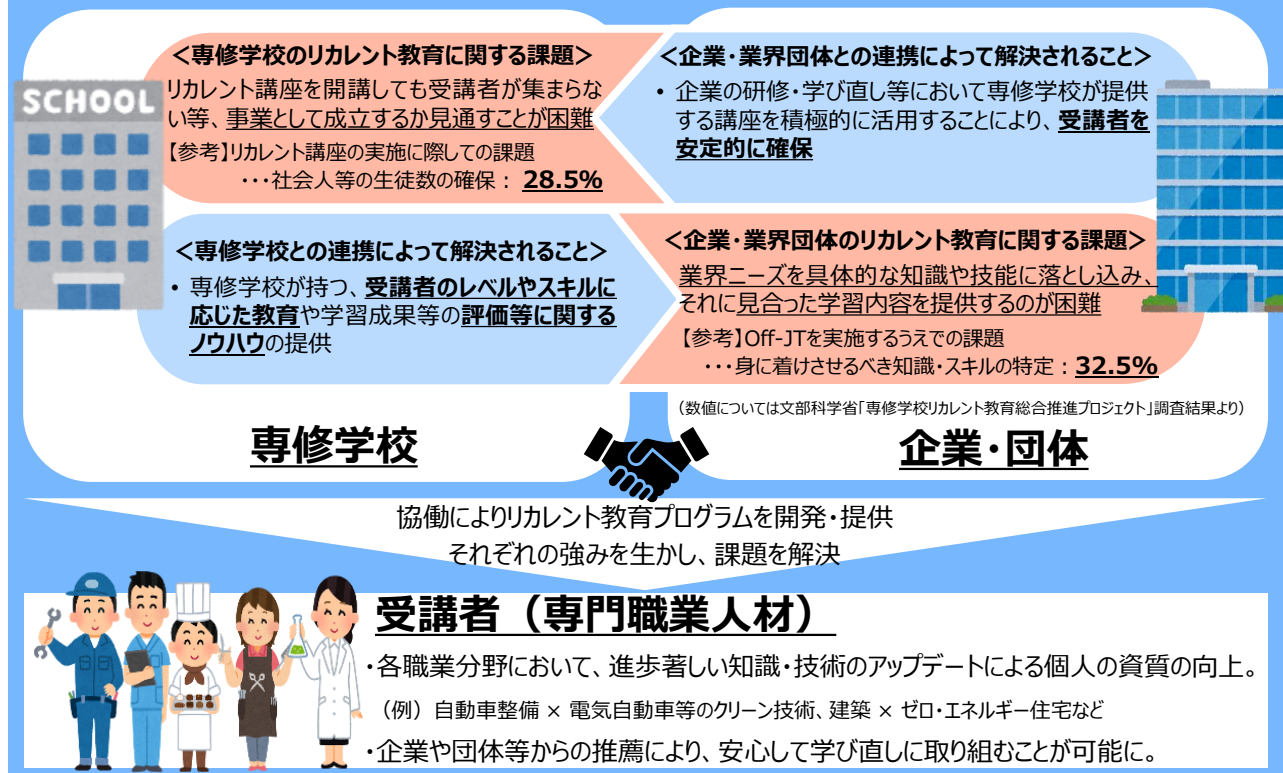 SCHOOL
＜専修学校のリカレント教育に関する課題＞
リカレント講座を開講しても受講者が集まらな
い等、事業として成立するか見通すことが困難
【参考】リカレント講座の実施に際しての課題
･･･社会人等の生徒数の確保： 28.5%
＜企業・業界団体との連携によって解決されること＞
• 企業の研修・学び直し等において専修学校が提供
する講座を積極的に活用することにより、受講者を
安定的に確保
＜専修学校との連携によって解決されること＞
• 専修学校が持つ、受講者のレベルやスキルに
応じた教育や学習成果等の評価等に関する
ノウハウの提供
＜企業・業界団体のリカレント教育に関する課題＞
業界ニーズを具体的な知識や技能に落とし込み、
それに見合った学習内容を提供するのが困難
【参考】Off-JTを実施するうえでの課題
･･･身に着けさせるべき知識・スキルの特定：32.5%
（数値については文部科学省「専修学校リカレント教育総合推進プロジェクト」調査結果より）
専修学校
企業・団体
協働によりリカレント教育プログラムを開発・提供
それぞれの強みを生かし、課題を解決
受講者（専門職業人材）
・各職業分野において、進歩著しい知識・技術のアップデートによる個人の資質の向上。
（例）自動車整備 × 電気自動車等のクリーン技術、建築 × ゼロ・エネルギー住宅など
・企業や団体等からの推薦により、安心して学び直しに取り組むことが可能に。